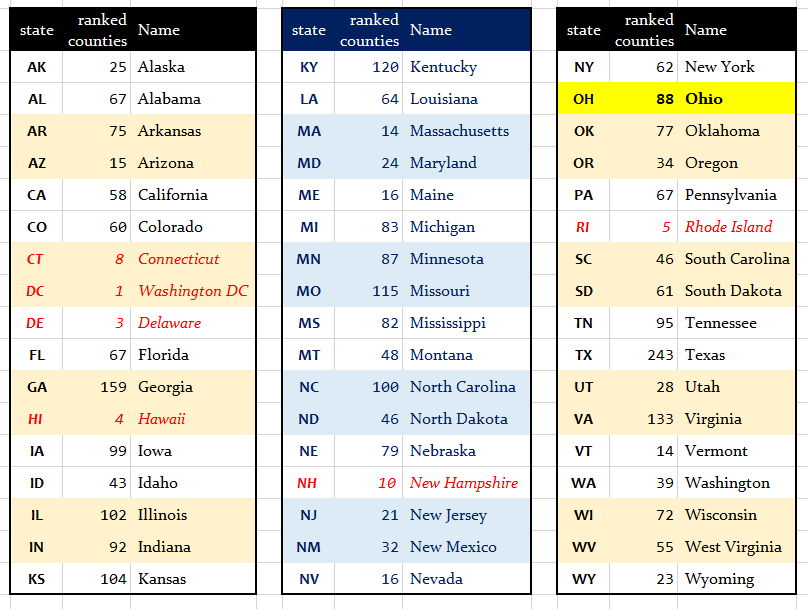 state ranked counties Name
AK 25 Alaska
AL 67 Alabama
AR 75 Arkansas
AZ 15 Arizona
CA 58 California
CO 60 Colorado
CT 8 Connecticut
DC 1 Washington DC
DE 3 Delaware
FL 67 Florida
GA 159 Georgia
HI 4 Hawaii
IA 99 Iowa
ID 43 Idaho
IL 102 Illinois
IN 92 Indiana
KS 104 Kansas
state ranked counties Name
KY 120 Kentucky
LA 64 Louisiana
MA 14 Massachusetts
MD 24 Maryland
ME 16 Maine
MI 83 Michigan
MN 87 Minnesota
MO 115 Missouri
MS 82 Mississippi
MT 48 Montana
NC 100 North Carolina
ND 46 North Dakota
NE 79 Nebraska
NH 10 New Hampshire
NJ 21 New Jersey
NM 32 New Mexico
NV 16 Nevada
state ranked counties Name
NY 62 New York
OH 88 Ohio
OK 77 Oklahoma
OR 34 Oregon
PA 67 Pennsylvania
RI 5 Rhode Island
SC 46 South Carolina
SD 61 South Dakota
TN 95 Tennessee
TX 243 Texas
UT 28 Utah
VA 133 Virginia
VT 14 Vermont
WA 39 Washington
WI 72 Wisconsin
WV 55 West Virginia
WY 23 Wyoming